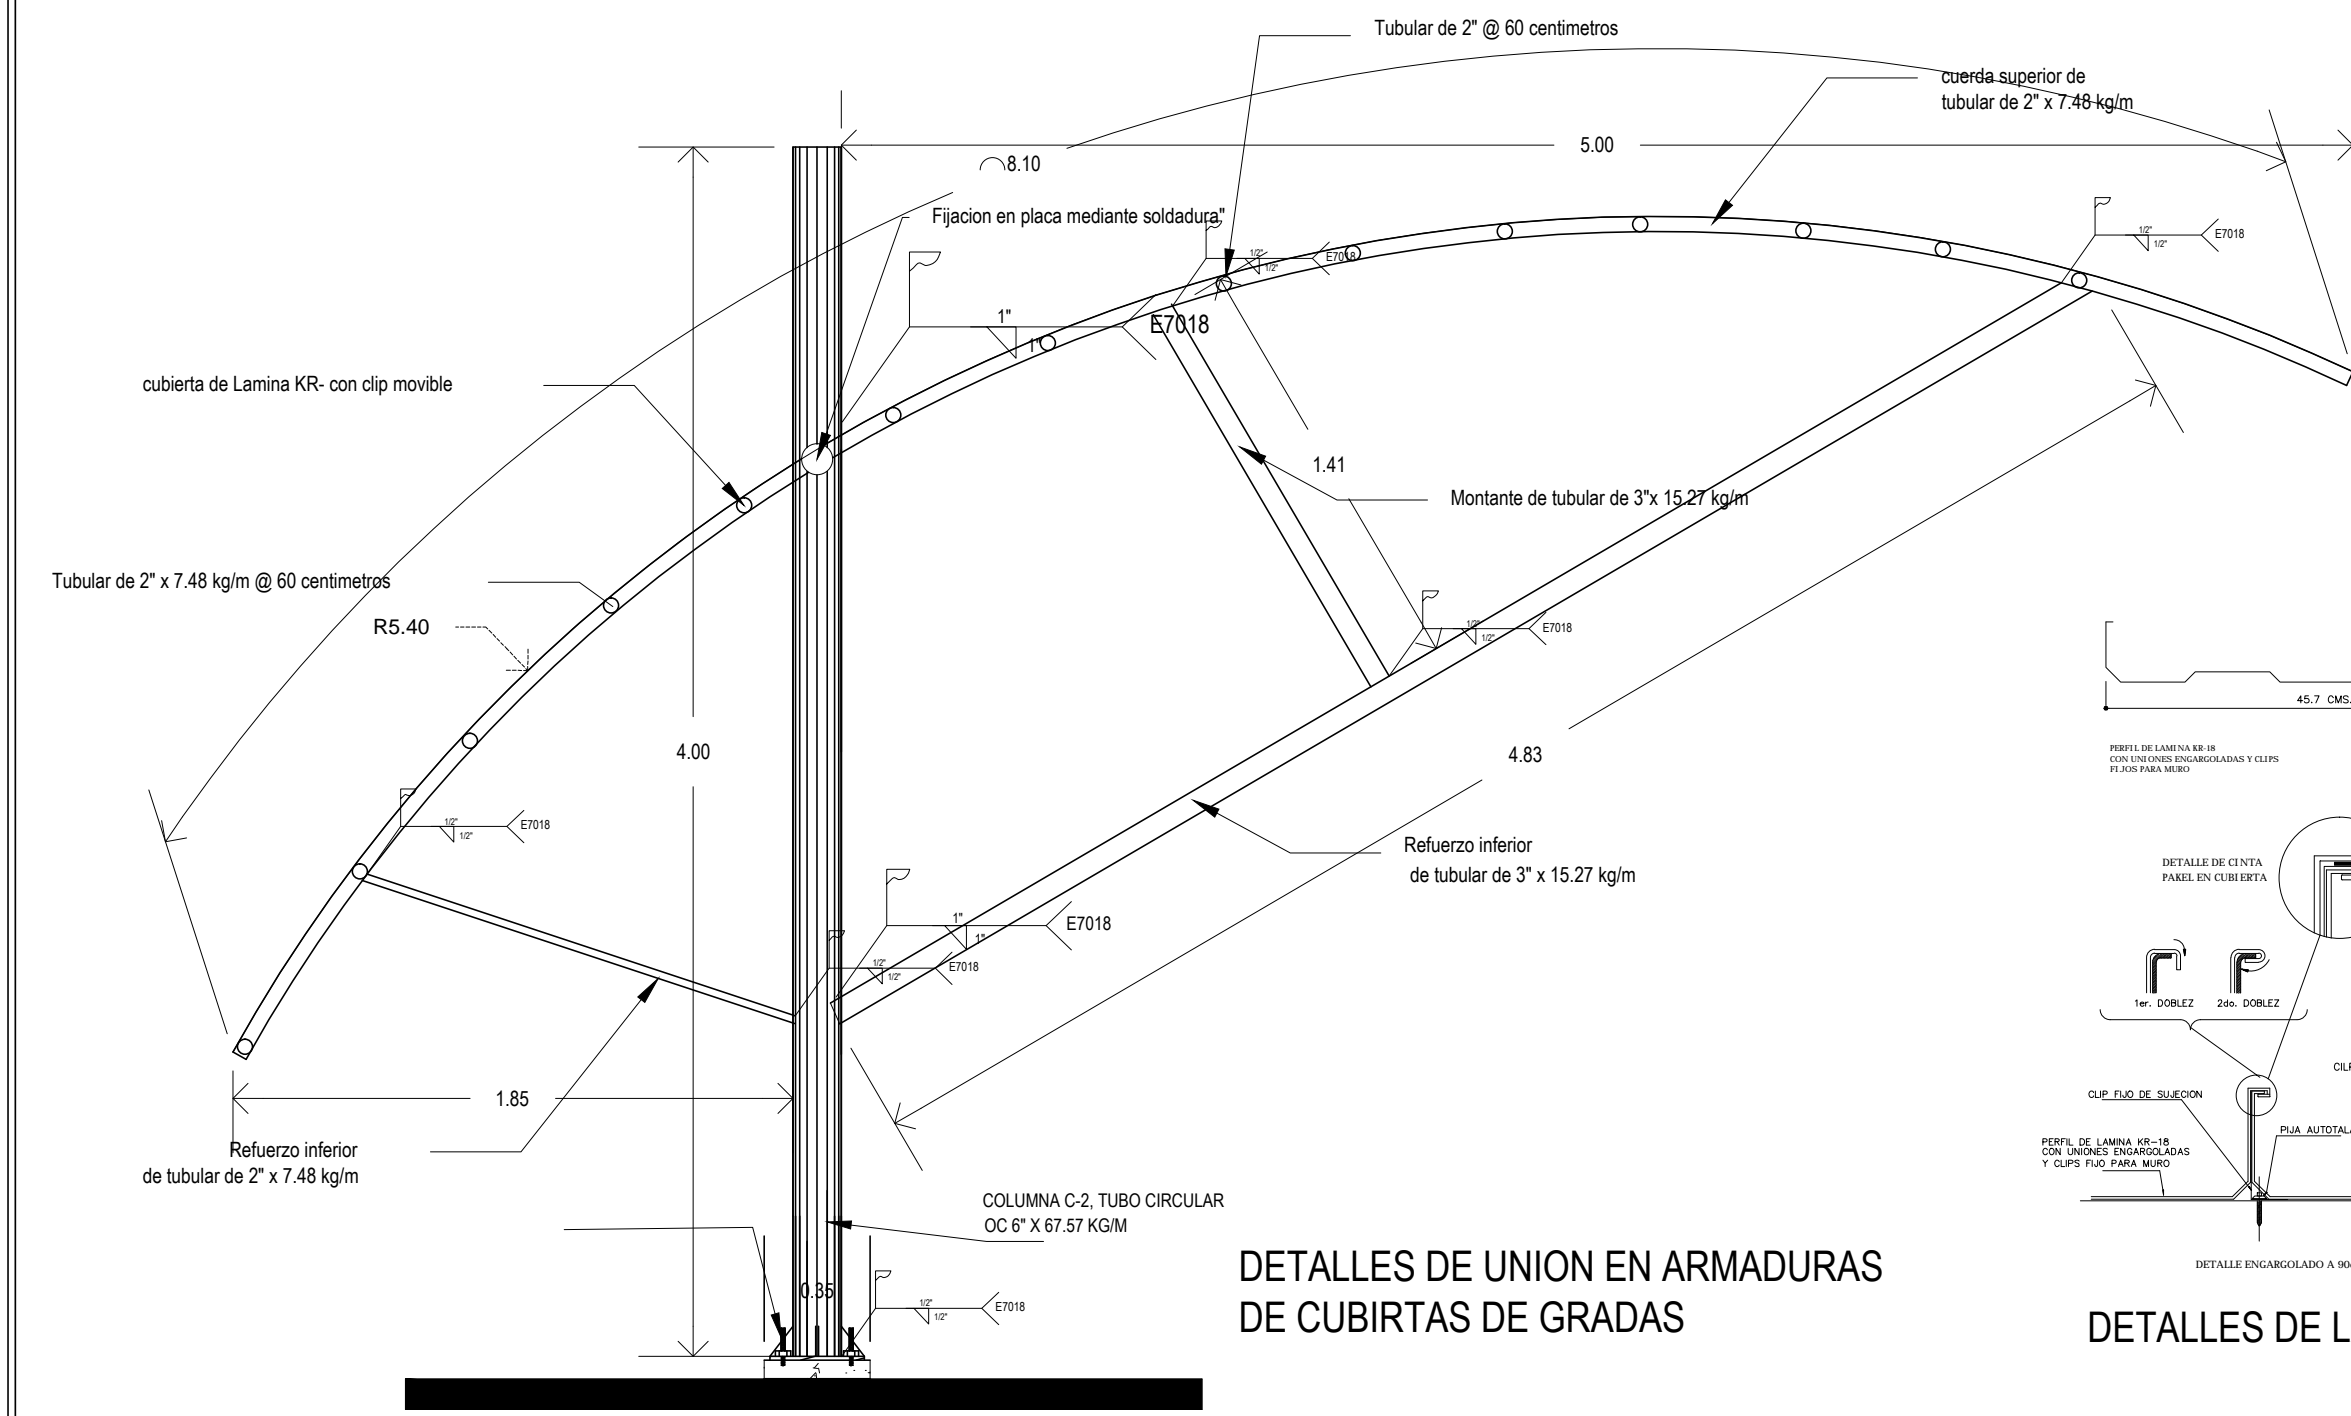 Tubular de 2" @ 60 centimetros
cuerda superior de
tubular de 2" x 7.48 kg/m
5.00
8.10
Fijacion en placa mediante soldadura"
1/2"
1/2"
E7018
1/2"
1/2"
E7018
1"
1"
E7018
cubierta de Lamina KR- con clip movible
1.41
Montante de tubular de 3"x 15.27 kg/m
Tubular de 2" x 7.48 kg/m @ 60 centimetros
R5.40
1/2"
1/2"
E7018
45.7 CMS.
4.00
4.83
PERFIL DE LAMINA KR-18
CON UNIONES ENGARGOLADAS Y CLIPS
FIJOS PARA MURO
1/2"
1/2"
E7018
Refuerzo inferior
de tubular de 3" x 15.27 kg/m
DETALLE DE CINTA
PAKEL EN CUBIERTA
1"
1"
E7018
1/2"
1/2"
E7018
1er. DOBLEZ
2do. DOBLEZ
1.85
CLIP FIJO DE SUJECION
PIJA AUTOTAL
Refuerzo inferior
de tubular de 2" x 7.48 kg/m
PERFIL DE LAMINA KR-18
CON UNIONES ENGARGOLADAS
Y CLIPS FIJO PARA MURO
COLUMNA C-2, TUBO CIRCULAR
OC 6" X 67.57 KG/M
0.35
1/2"
1/2"
E7018
DETALLES DE UNION EN ARMADURAS
DE CUBIRTAS DE GRADAS
DETALLE ENGARGOLADO A 90
DETALLES DE L